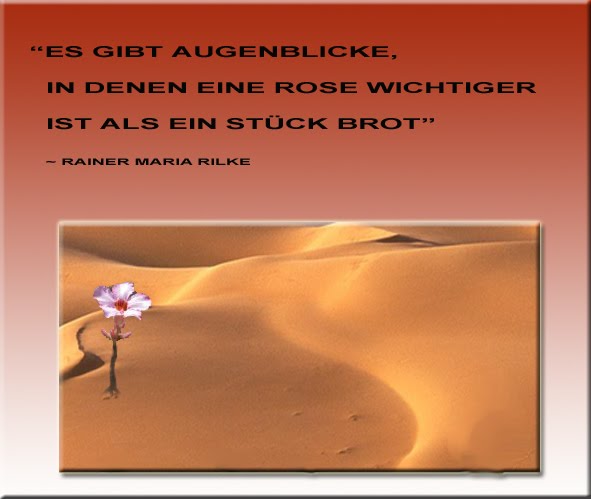 “ES GIBT AUGENBLICKE,
IN DENEN EINE ROSE WICHTIGER
IST ALS EIN STÜCK BROT”
~ RAINER MARIA RILKE